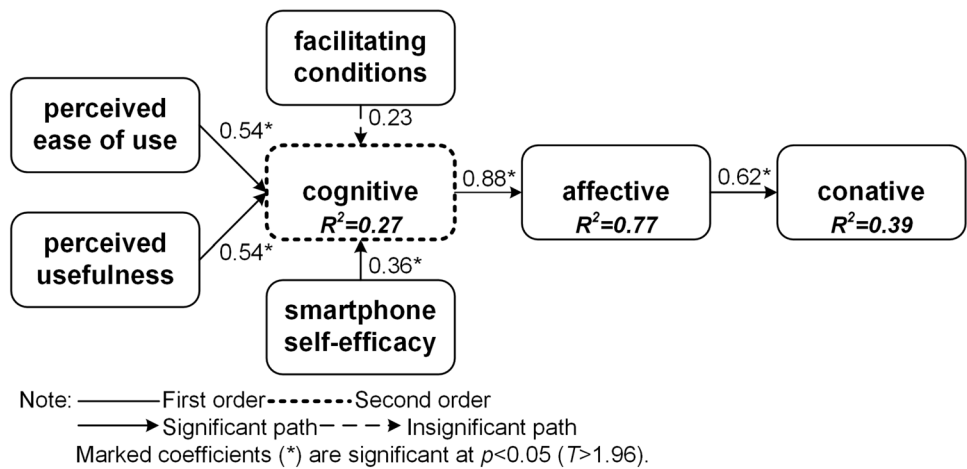 facilitating
conditions
perceived
ease of use
0.54*
0.23
cognitive
R²=0.27
0.88*
affective
R²=0.77
0.62*
conative
R²=0.39
perceived
usefulness
0.54*
0.36*
smartphone
self-efficacy
Note: First order Second order
Significant path Insignificant path
Marked coefficients (*) are significant at p<0.05 (T>1.96).